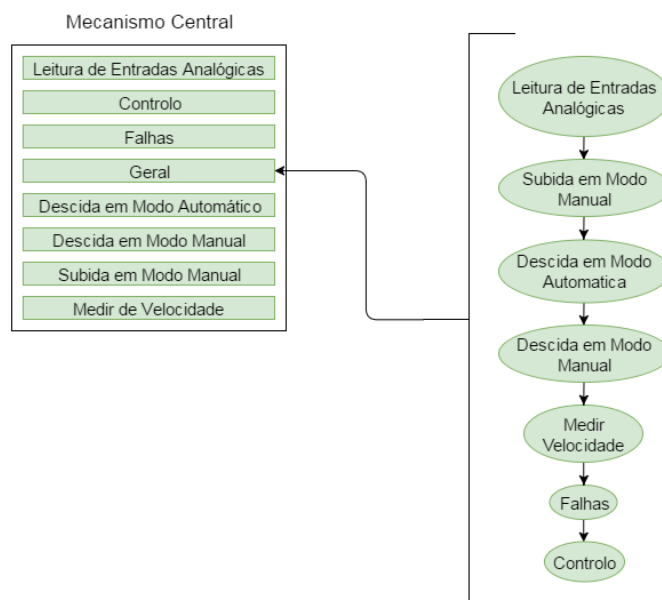 Mecanismo Central
Leitura de Entradas Analógicas
Controlo
Falhas
Geral
Descida em Modo Automático
Descida em Modo Manual
Subida em Modo Manual
Medir de Velocidade
Leitura de Entradas
Analógicas
Subida em Modo
Manual
Descida em Modo
Automatica
Descida em Modo
Manual
Medir
Velocidade
Falhas
Controlo